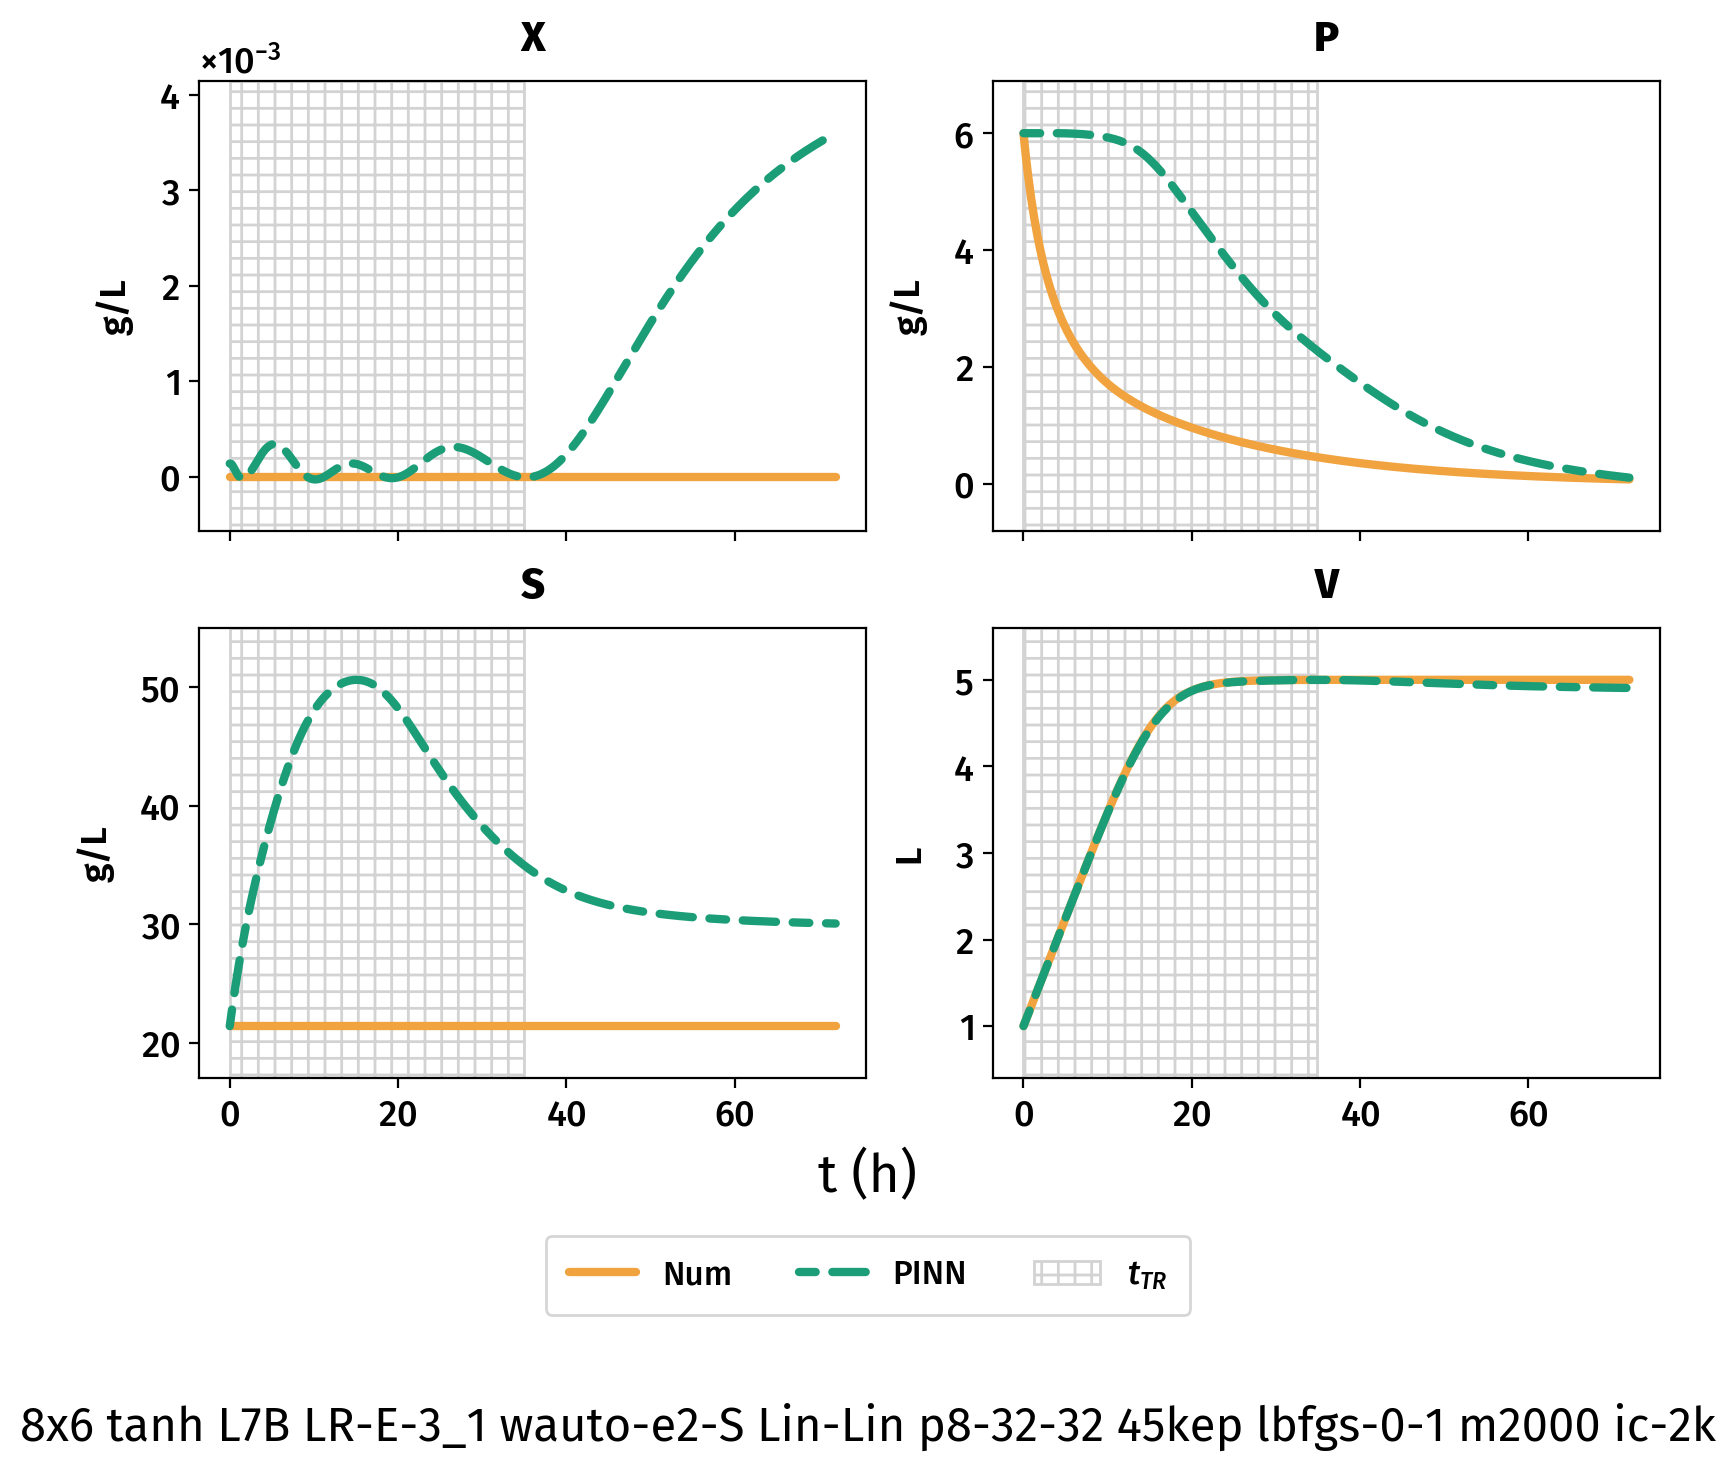 X
×10⁻³
4
3
2
1
0
g/L
P
6
4
2
0
g/L
S
50
40
30
20
g/L
0 20 40 60
V
5
4
3
2
1
L
0 20 40 60
t (h)
Num PINN t_TR
8x6 tanh L7B LR-E-3_1 wauto-e2-S Lin-Lin p8-32-32 45kep lbfgs-0-1 m2000 ic-2k